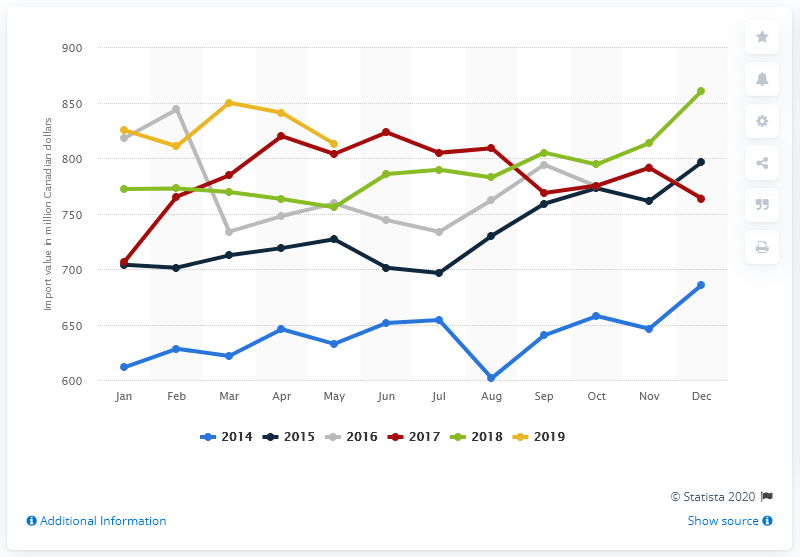 900
850
800
750
700
650
600
Import value in million Canadian dollars
Jan Feb Mar Apr May Jun Jul Aug Sep Oct Nov Dec
2014 2015 2016 2017 2018 2019
© Statista 2020
Additional Information Show source